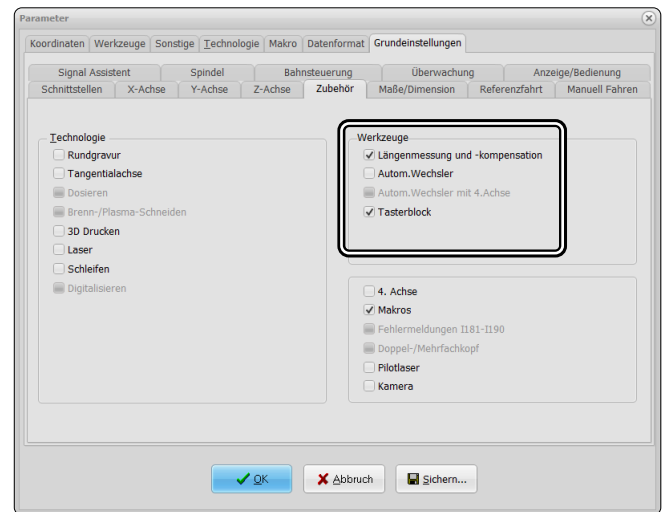 Parameter
Koordinaten Werkzeuge Sonstige Technologie Makro Datenformat Grundeinstellungen
Signal Assistent Spindel Bahnsteuerung Überwachung Anzeige/Bedienung
Schnittstellen X-Achse Y-Achse Z-Achse Zubehör Maße/Dimension Referenzfahrt Manuell Fahren
Technologie
Rundgravur
Tangentialachse
Dosieren
Brenn-/Plasma-Schneiden
3D Drucken
Laser
Schleifen
Digitalisieren
Werkzeuge
Längenmessung und -kompensation
Autom.Wechsler
Autom.Wechsler mit 4.Achse
Tasterblock
4. Achse
Makros
Fehlermeldungen I181-I190
Doppel-/Mehrfachkopf
Pilotlaser
Kamera
OK Abbruch Sichern...